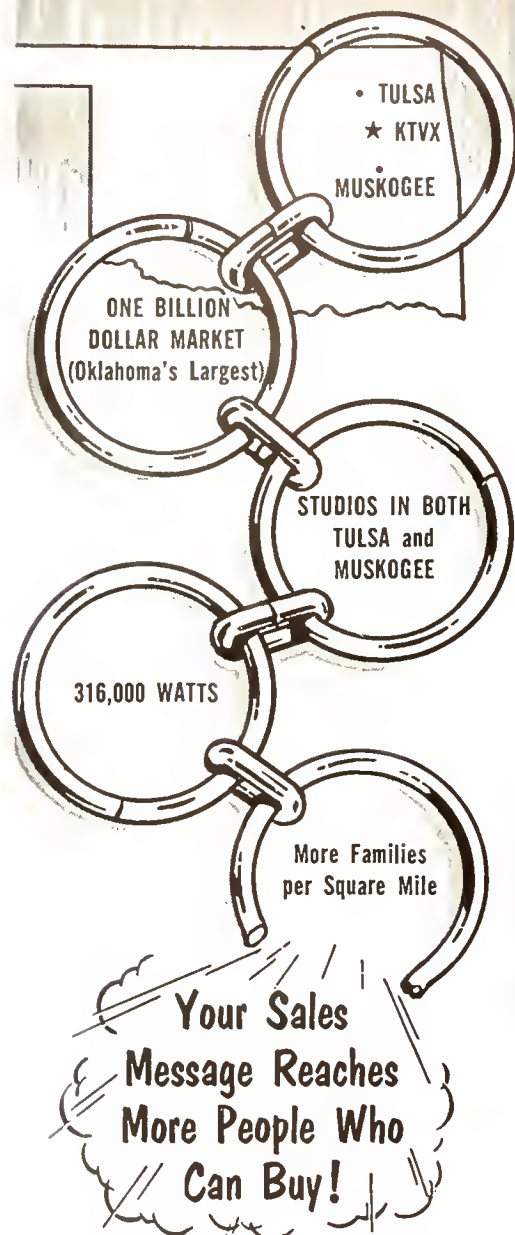 • TULSA
★ KTVX
• MUSKOGEE
ONE BILLION
DOLLAR MARKET
(Oklahoma's Largest)
STUDIOS IN BOTH
TULSA and
MUSKOGEE
316,000 WATTS
More Families
per Square Mile
Your Sales
Message Reaches
More People Who
Can Buy!